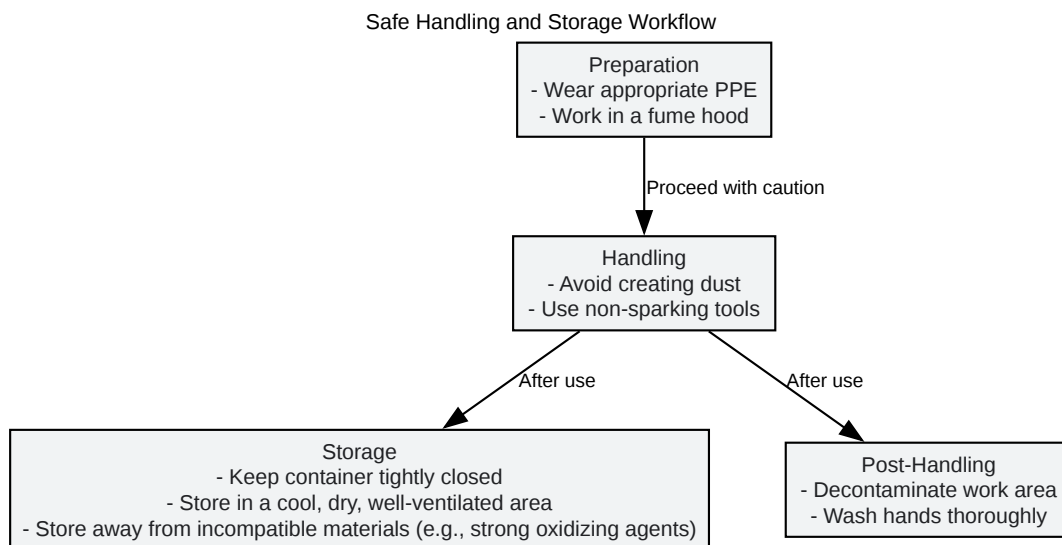 Safe Handling and Storage Workflow
Preparation
- Wear appropriate PPE
- Work in a fume hood
Proceed with caution
Handling
- Avoid creating dust
- Use non-sparking tools
After use
After use
Storage
- Keep container tightly closed
- Store in a cool, dry, well-ventilated area
- Store away from incompatible materials (e.g., strong oxidizing agents)
Post-Handling
- Decontaminate work area
- Wash hands thoroughly